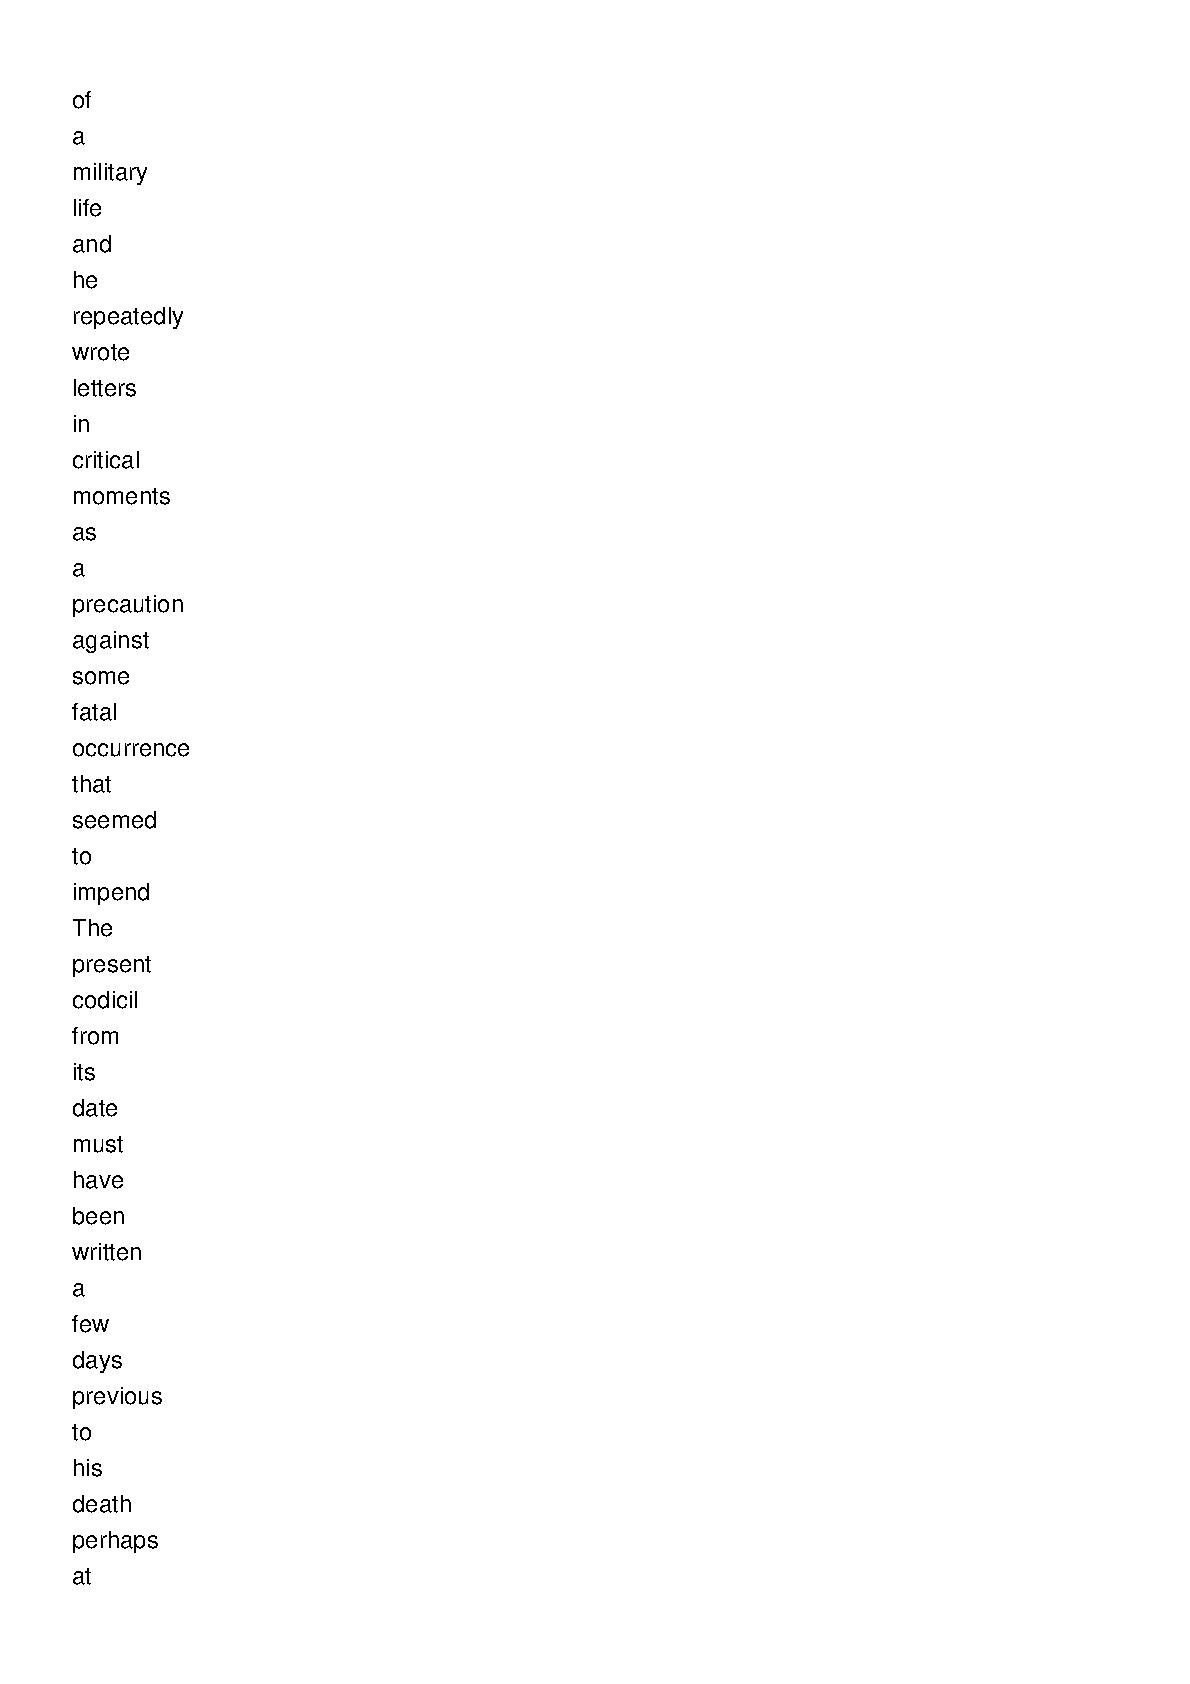 of
a
military
life
and
he
repeatedly
wrote
letters
in
critical
moments
as
a
precaution
against
some
fatal
occurrence
that
seemed
to
impend
The
present
codicil
from
its
date
must
have
been
written
a
few
days
previous
to
his
death
perhaps
at